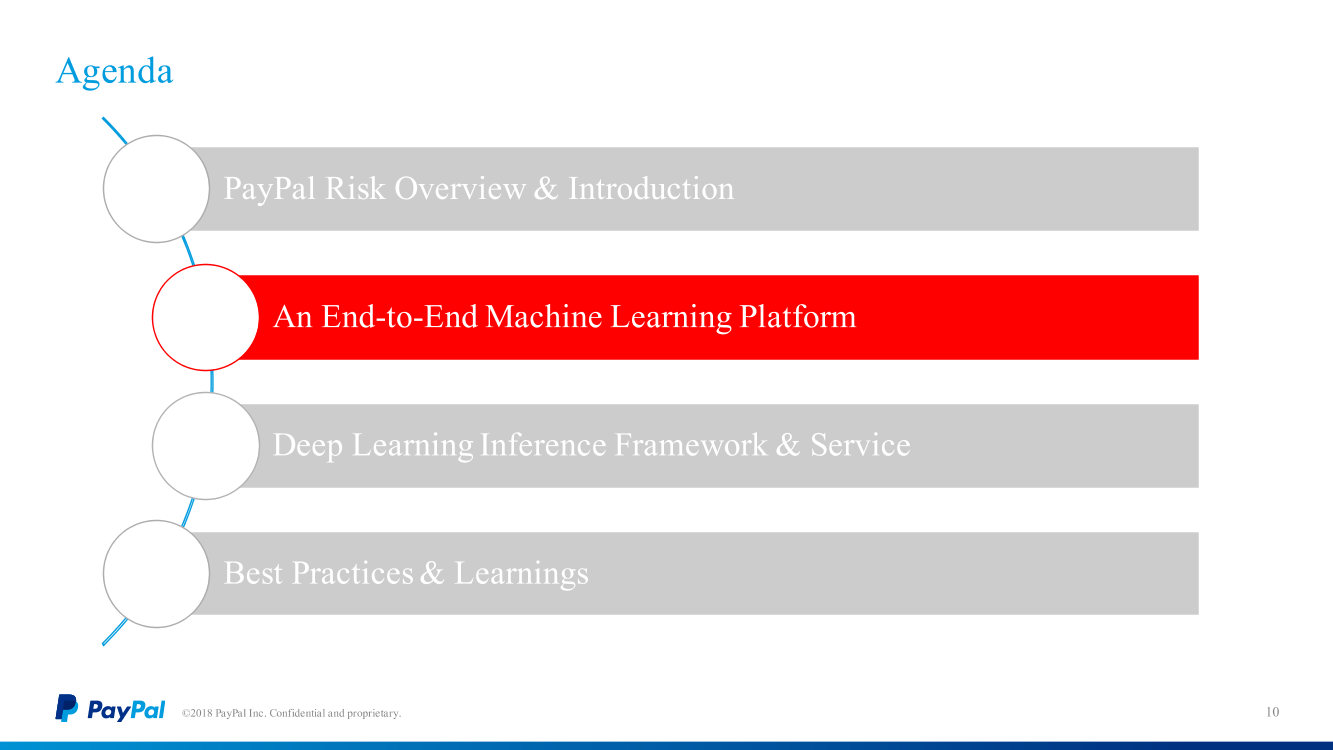 Agenda
PayPal Risk Overview & Introduction
An End-to-End Machine Learning Platform
Deep Learning Inference Framework & Service
Best Practices & Learnings
PayPal ©2018 PayPal Inc. Confidential and proprietary. 10